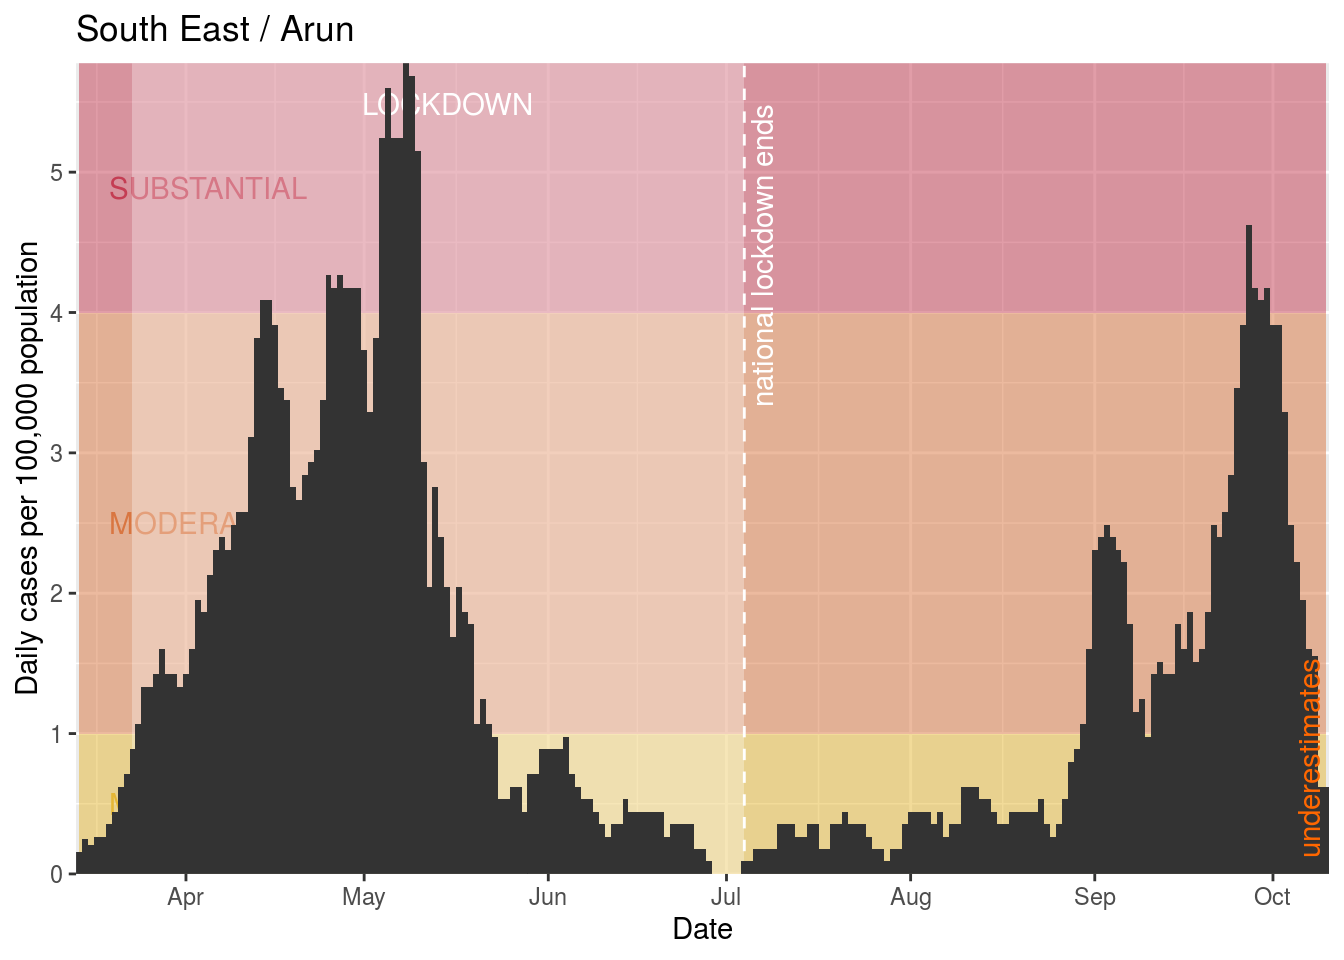 South East / Arun
LOCKDOWN
SUBSTANTIAL
MODERA
national lockdown ends
underestimates
Daily cases per 100,000 population
5
4
3
2
1
0
Apr
May
Jun
Jul
Aug
Sep
Oct
Date